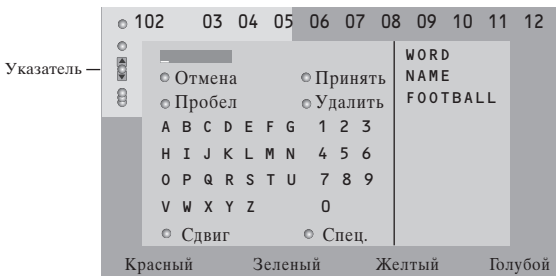 102 03 04 05 06 07 08 09 10 11 12
Указатель
Отмена Принять
Пробел Удалить
A B C D E F G 1 2 3
H I J K L M N 4 5 6
O P Q R S T U 7 8 9
V W X Y Z 0
Сдвиг Спец.
WORD
NAME
FOOTBALL
Красный Зеленый Желтый Голубой